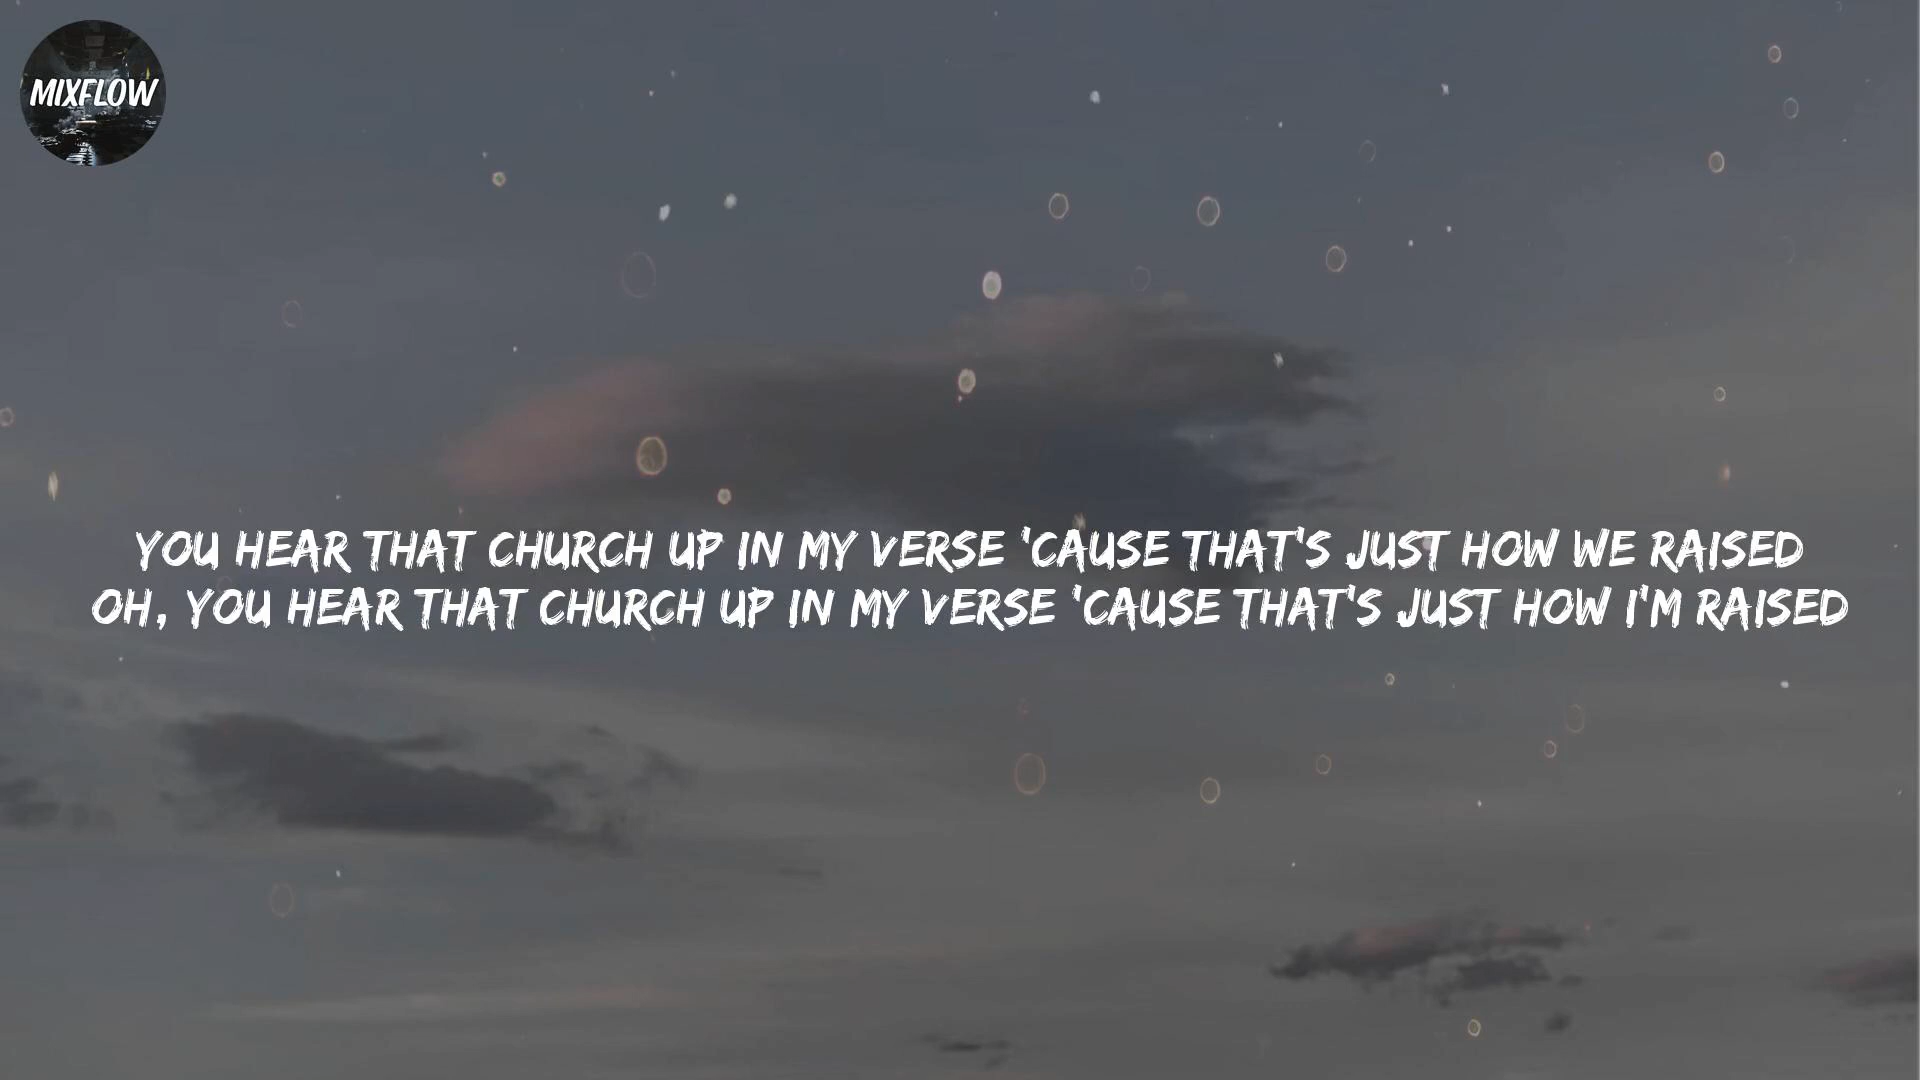 MIXFLOW
YOU HEAR THAT CHURCH UP IN MY VERSE 'CAUSE THAT'S JUST HOW WE RAISED
OH, YOU HEAR THAT CHURCH UP IN MY VERSE 'CAUSE THAT'S JUST HOW I'M RAISED